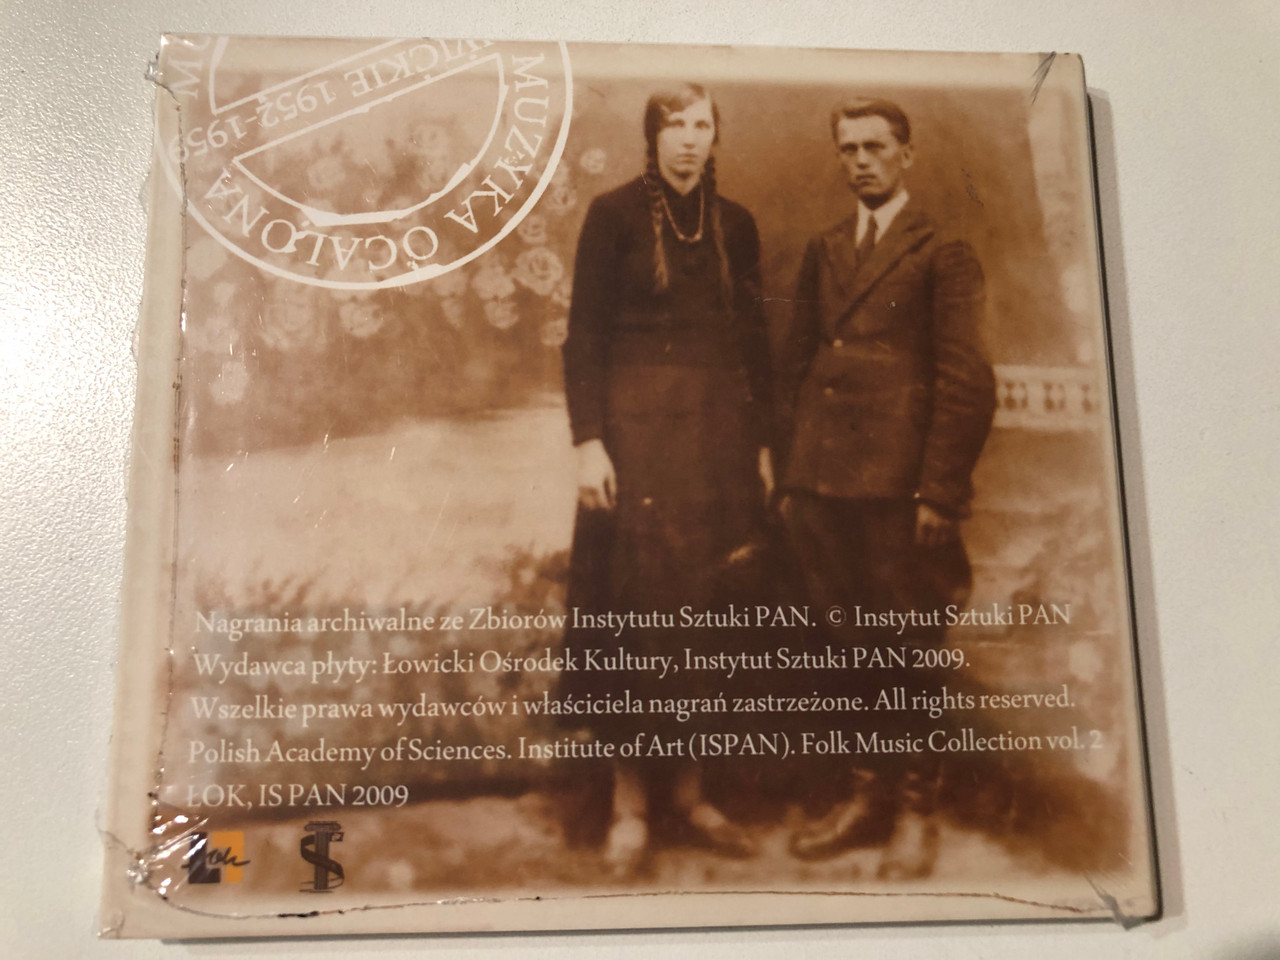 MUZYKA OCALONA
WICKIE 1952-1959
Nagrania archiwalne ze Zbiorów Instytutu Sztuki PAN. © Instytut Sztuki PAN
Wydawca płyty: Łowicki Ośrodek Kultury, Instytut Sztuki PAN 2009.
Wszelkie prawa wydawców i właściciela nagrań zastrzeżone. All rights reserved.
Polish Academy of Sciences. Institute of Art (ISPAN). Folk Music Collection vol. 2
ŁOK, IS PAN 2009